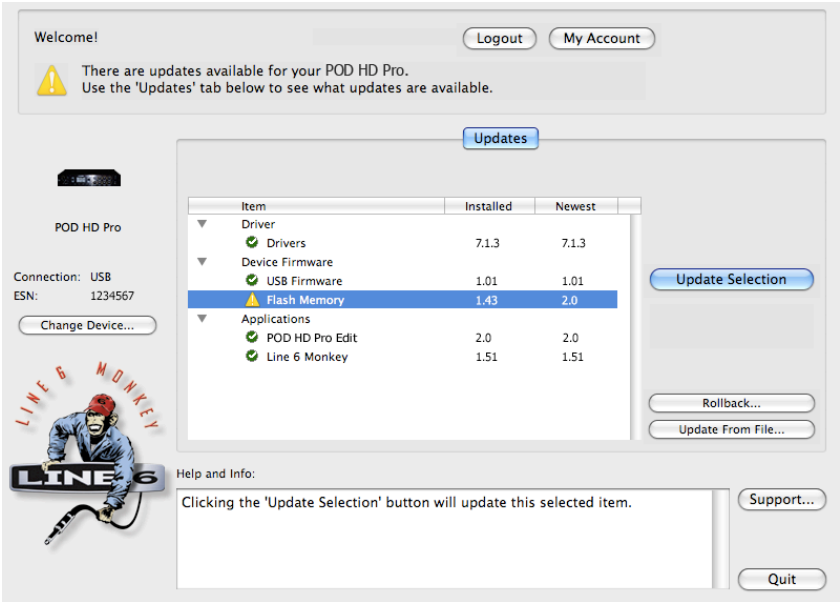 Welcome!
Logout
My Account
There are updates available for your POD HD Pro.
Use the 'Updates' tab below to see what updates are available.
Updates
POD HD Pro
Connection: USB
ESN: 1234567
Change Device...
Item Installed Newest
Driver
Drivers 7.1.3 7.1.3
Device Firmware
USB Firmware 1.01 1.01
Flash Memory 1.43 2.0
Applications
POD HD Pro Edit 2.0 2.0
Line 6 Monkey 1.51 1.51
Update Selection
Rollback...
Update From File...
LINE 6 MONKEY
LINE 6
Help and Info:
Clicking the 'Update Selection' button will update this selected item.
Support...
Quit